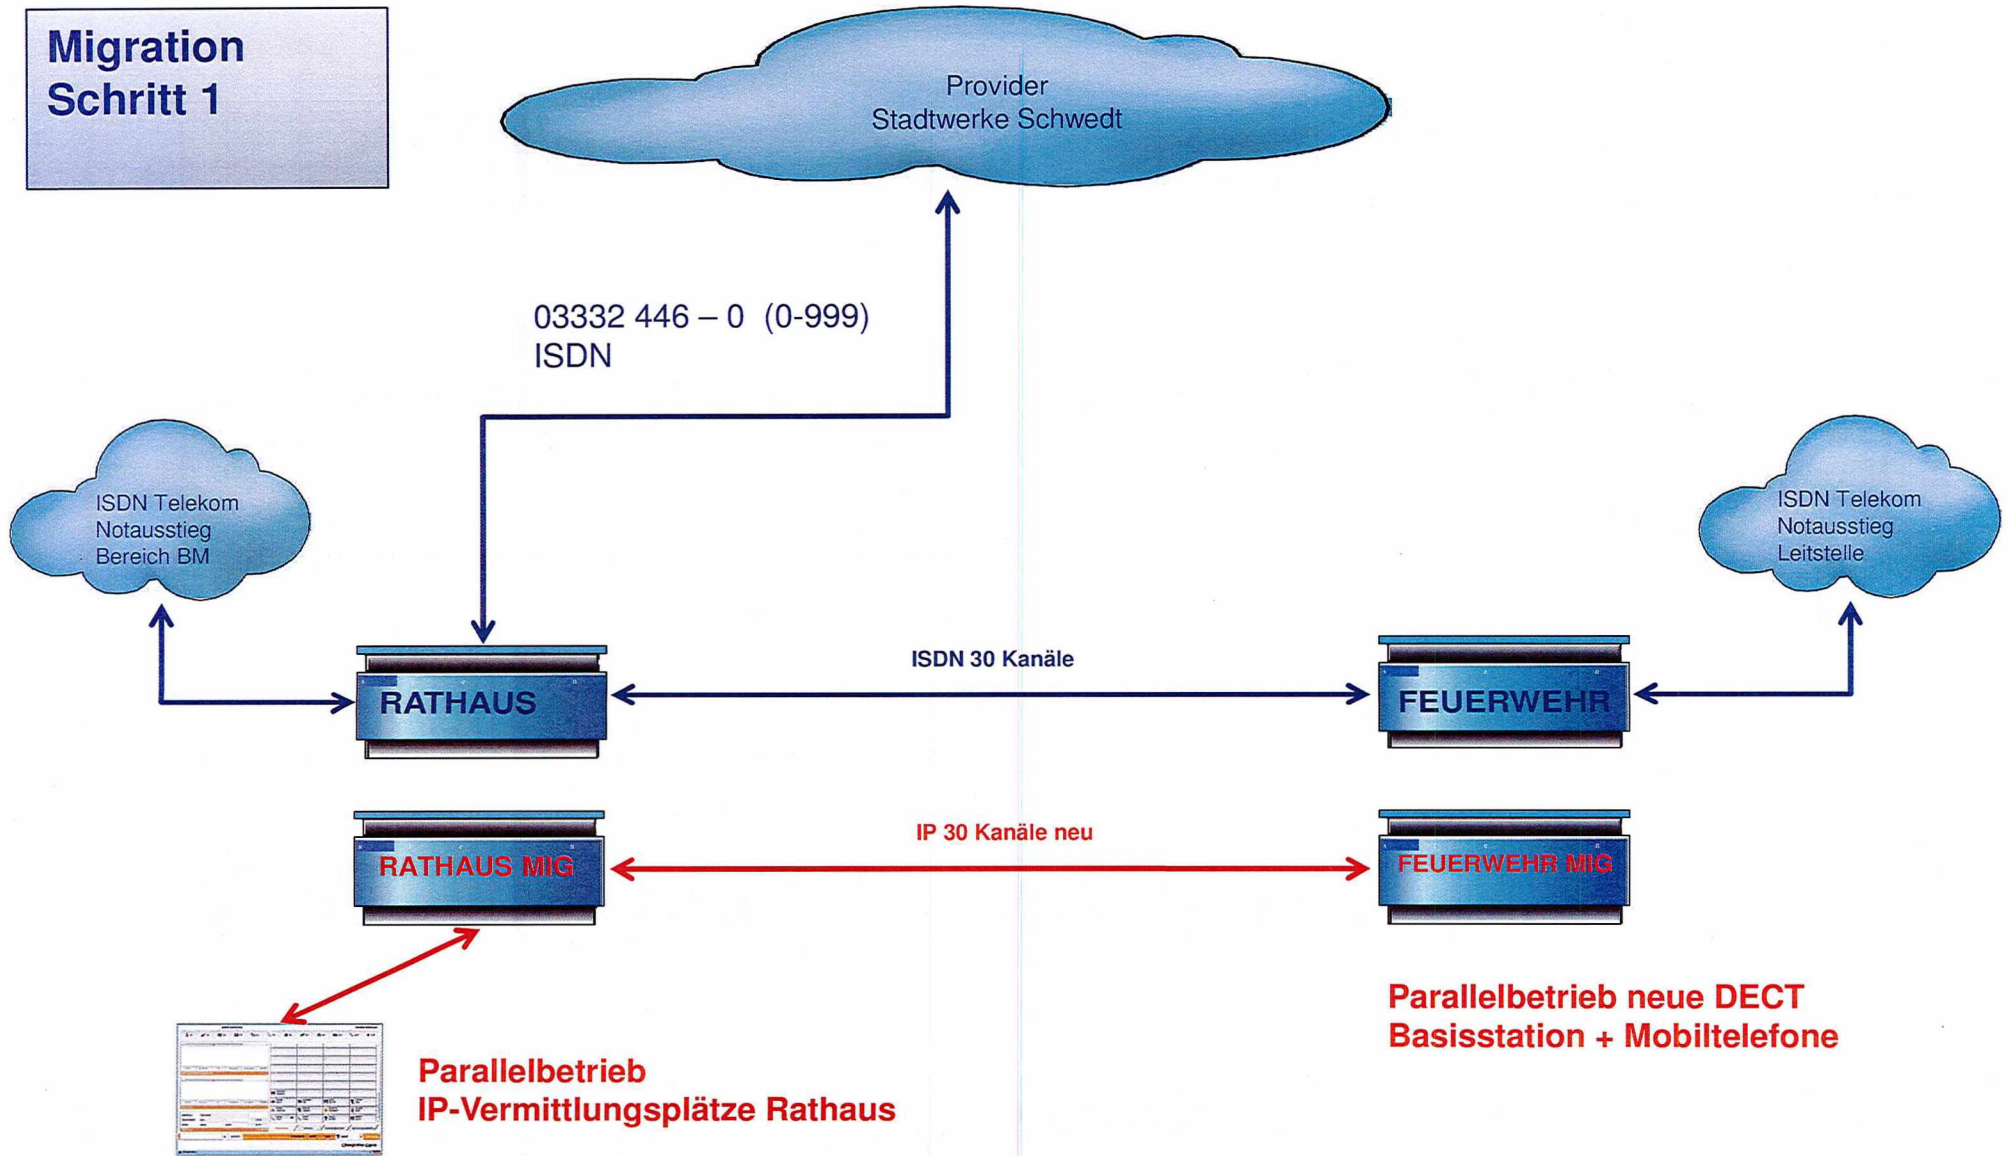 Migration
Schritt 1
Provider
Stadtwerke Schwedt
03332 446 – 0  (0-999)
ISDN
ISDN Telekom
Notausstieg
Bereich BM
ISDN Telekom
Notausstieg
Leitstelle
ISDN 30 Kanäle
RATHAUS
FEUERWEHR
IP 30 Kanäle neu
RATHAUS MIG
FEUERWEHR MIG
Parallelbetrieb neue DECT
Basisstation + Mobiltelefone
Parallelbetrieb
IP-Vermittlungsplätze Rathaus